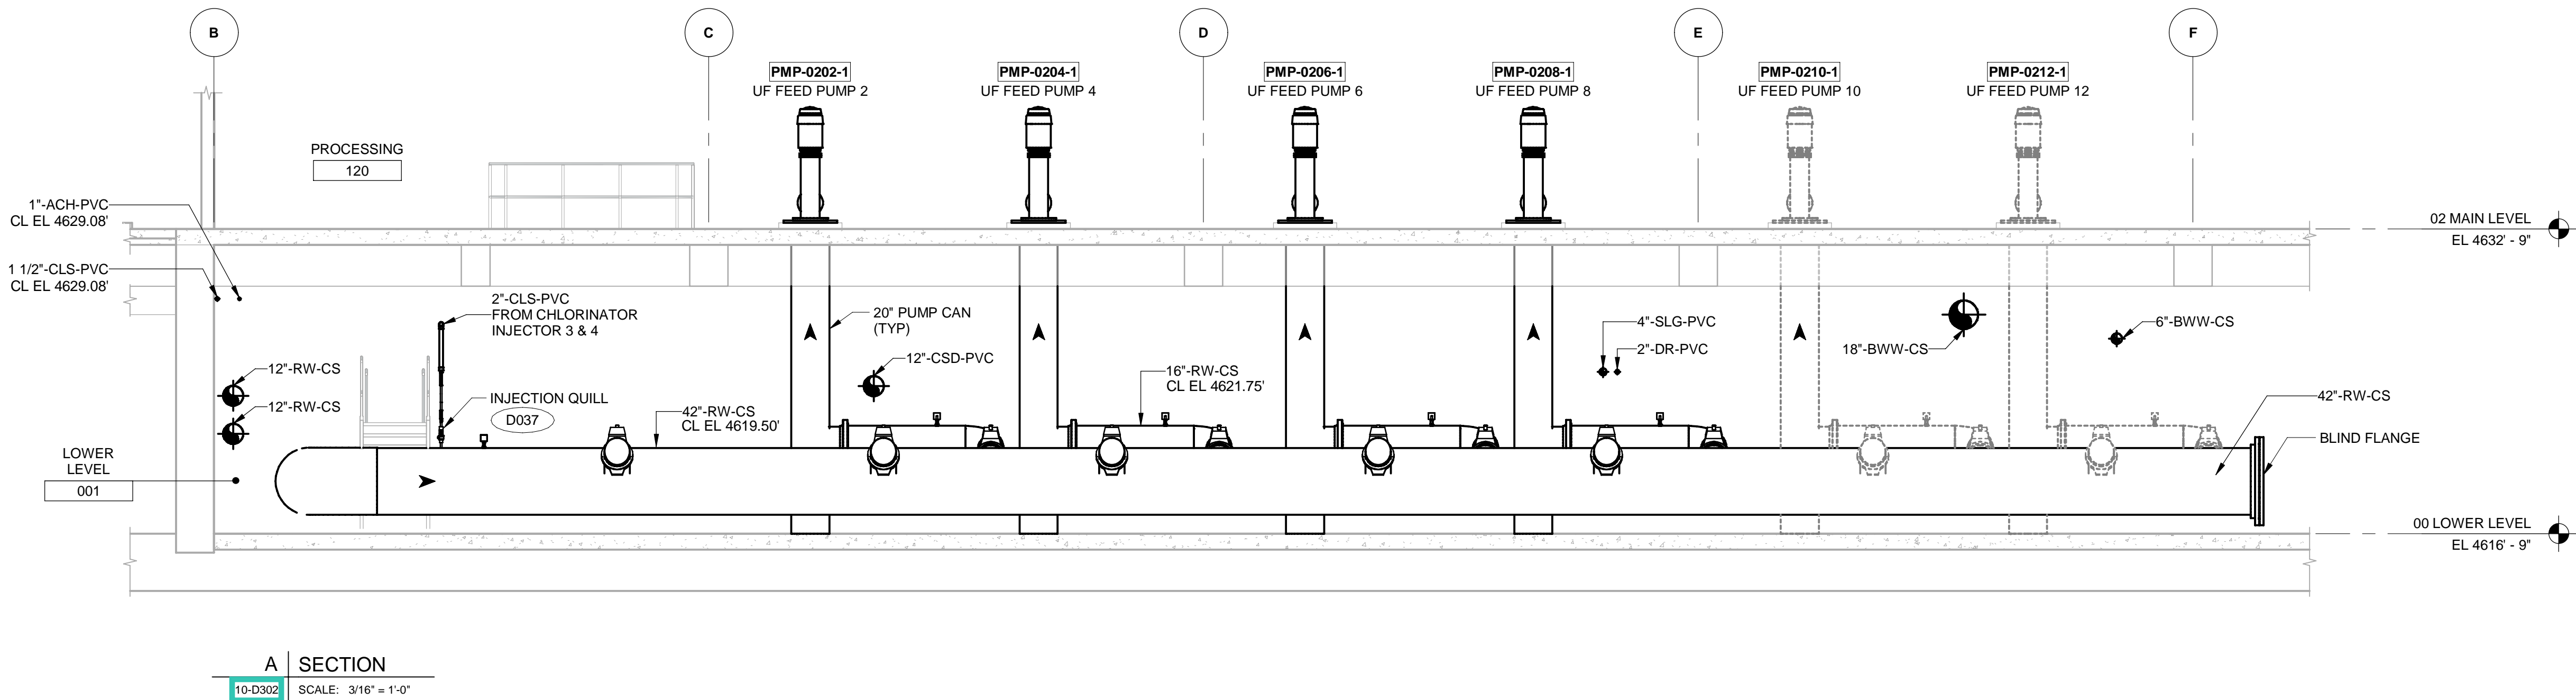 B
C
D
E
F
PMP-0202-1
UF FEED PUMP 2
PMP-0204-1
UF FEED PUMP 4
PMP-0206-1
UF FEED PUMP 6
PMP-0208-1
UF FEED PUMP 8
PMP-0210-1
UF FEED PUMP 10
PMP-0212-1
UF FEED PUMP 12
PROCESSING
120
1"-ACH-PVC
CL EL 4629.08'
1 1/2"-CLS-PVC
CL EL 4629.08'
02 MAIN LEVEL
EL 4632' - 9"
2"-CLS-PVC
FROM CHLORINATOR
INJECTOR 3 & 4
20" PUMP CAN
(TYP)
12"-CSD-PVC
4"-SLG-PVC
2"-DR-PVC
18"-BWW-CS
6"-BWW-CS
12"-RW-CS
12"-RW-CS
16"-RW-CS
CL EL 4621.75'
INJECTION QUILL
D037
42"-RW-CS
CL EL 4619.50'
42"-RW-CS
BLIND FLANGE
LOWER
LEVEL
001
00 LOWER LEVEL
EL 4616' - 9"
A
SECTION
10-D302
SCALE: 3/16" = 1'-0"